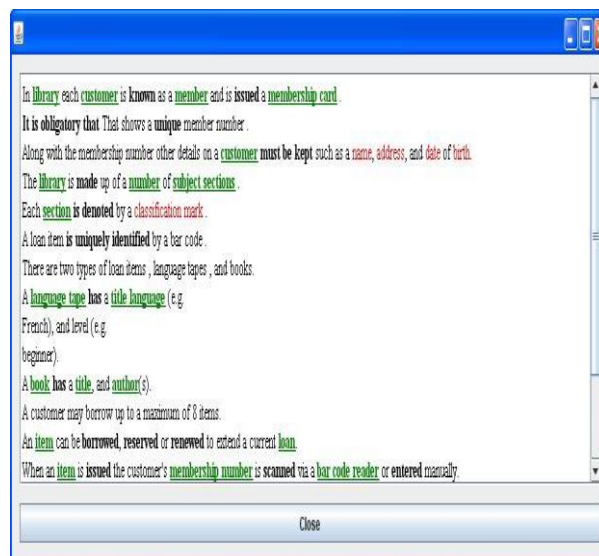 In library each customer is known as a member and is issued a membership card .
It is obligatory that That shows a unique member number .
Along with the membership number other details on a customer must be kept such as a name, address, and date of birth.
The library is made up of a number of subject sections .
Each section is denoted by a classification mark .
A loan item is uniquely identified by a bar code .
There are two types of loan items , language tapes , and books.
A language tape has a title language (e.g.
French), and level (e.g.
beginner).
A book has a title, and author(s).
A customer may borrow up to a maximum of 8 items.
An item can be borrowed, reserved or renewed to extend a current loan.
When an item is issued the customer's membership number is scanned via a bar code reader or entered manually.
Close